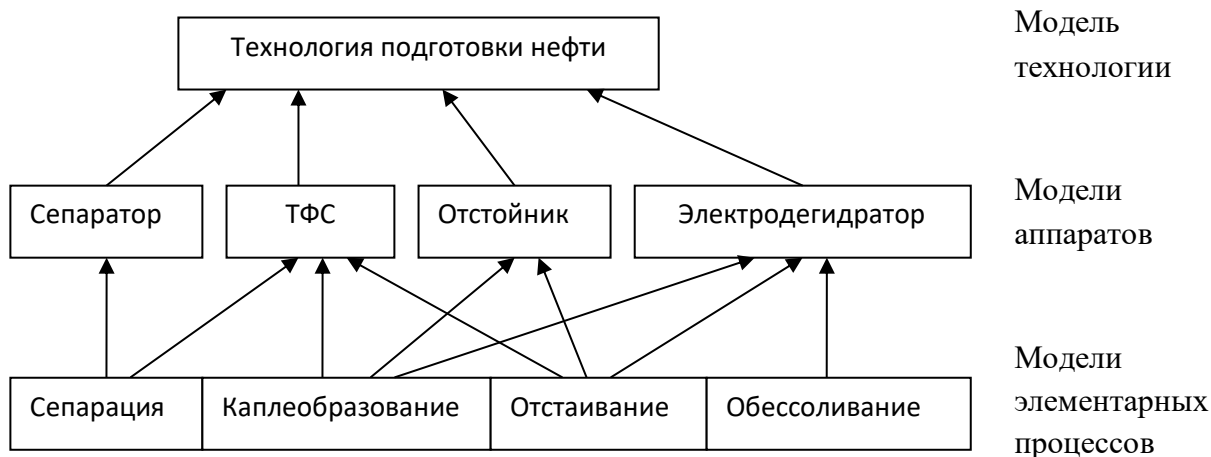 Технология подготовки нефти
Модель
технологии
Сепаратор
ТФС
Отстойник
Электродегидратор
Модели
аппаратов
Сепарация
Каплеобразование
Отстаивание
Обессоливание
Модели
элементарных
процессов